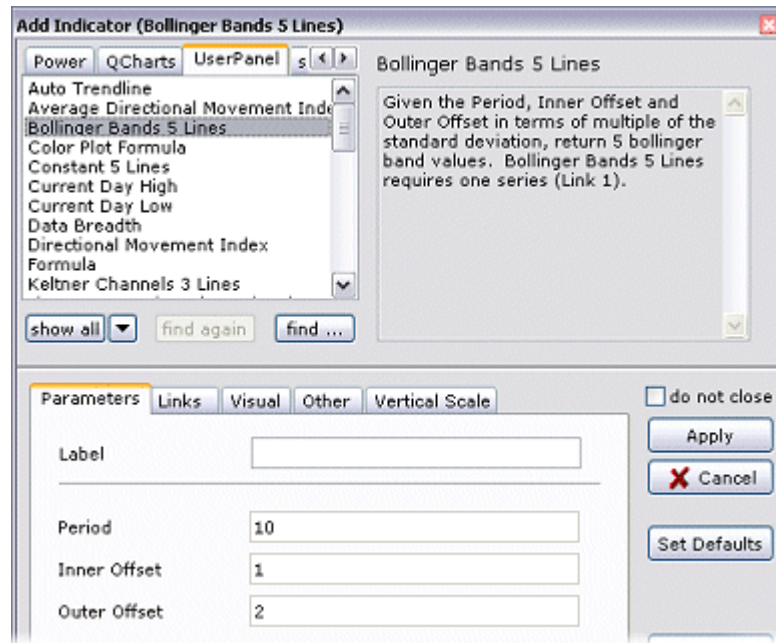 Add Indicator (Bollinger Bands 5 Lines)
Power QCharts UserPanel s
Auto Trendline
Average Directional Movement Inde
Bollinger Bands 5 Lines
Color Plot Formula
Constant 5 Lines
Current Day High
Current Day Low
Data Breadth
Directional Movement Index
Formula
Keltner Channels 3 Lines
show all find again find ...
Bollinger Bands 5 Lines
Given the Period, Inner Offset and
Outer Offset in terms of multiple of the
standard deviation, return 5 bollinger
band values. Bollinger Bands 5 Lines
requires one series (Link 1).
Parameters Links Visual Other Vertical Scale
Label
Period 10
Inner Offset 1
Outer Offset 2
do not close
Apply
Cancel
Set Defaults